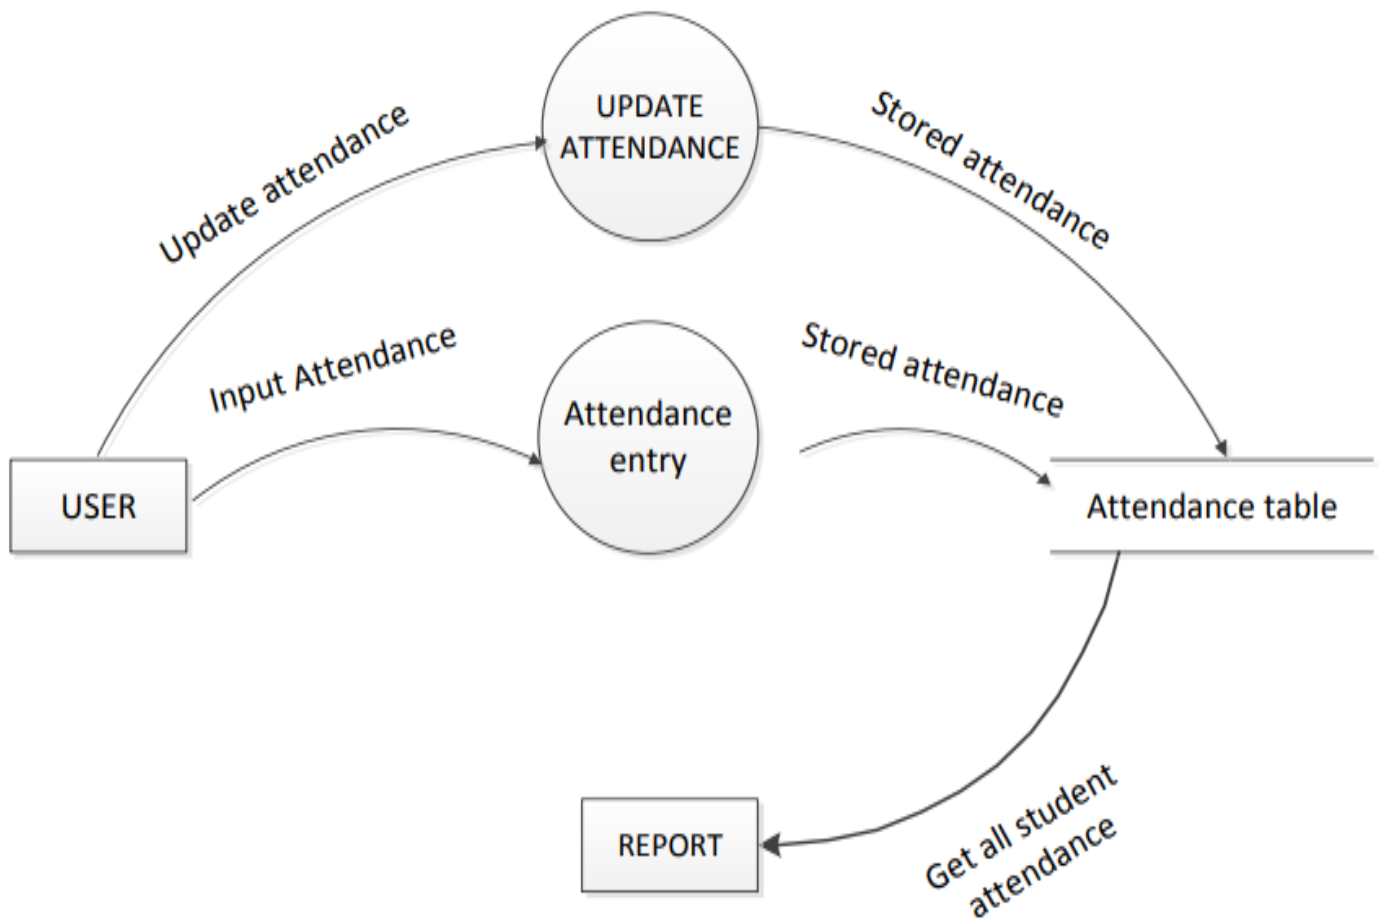 UPDATE
ATTENDANCE
Update attendance
Stored attendance
Input Attendance
Attendance
entry
Stored attendance
USER
Attendance table
REPORT
Get all student
attendance